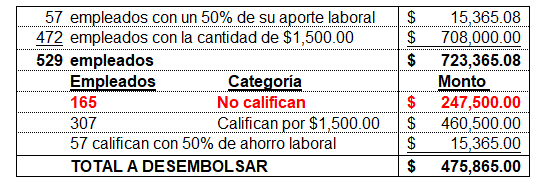 57 empleados con un 50% de su aporte laboral $ 15,365.08
472 empleados con la cantidad de $1,500.00 $ 708,000.00
529 empleados $ 723,365.08
Empleados Categoría Monto
165 No califican $ 247,500.00
307 Califican por $1,500.00 $ 460,500.00
57 califican con 50% de ahorro laboral $ 15,365.00
TOTAL A DESEMBOLSAR $ 475,865.00